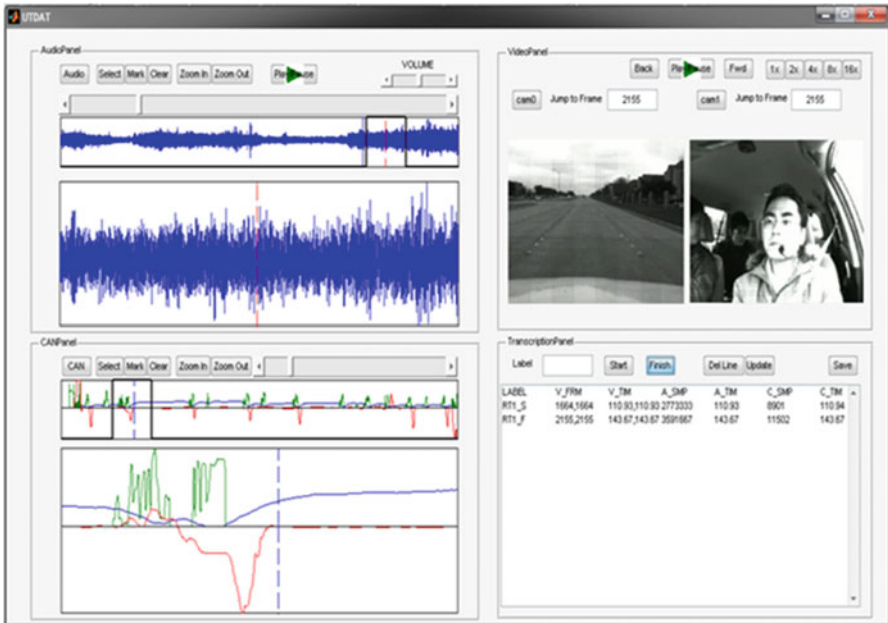 UTDAT
AudioPanel
Audio Select Mark Clear Zoom In Zoom Out VOLUME
VideoPanel
Back Fwd 1x 2x 4x 8x 16x
cam0 Jump to Frame 2155 cam1 Jump to Frame 2155
CANPanel
CAN Select Mark Clear Zoom In Zoom Out
TranscriptionPanel
Label Start Finish Del Line Update Save
LABEL V_FRM V_TIM A_SMP A_TIM C_SMP C_TIM
RT1_S 1664,1664 110.93,110.93 2773333 110.93 8901 110.94
RT1_F 2155,2155 143.67,143.67 3591667 143.67 11502 143.67